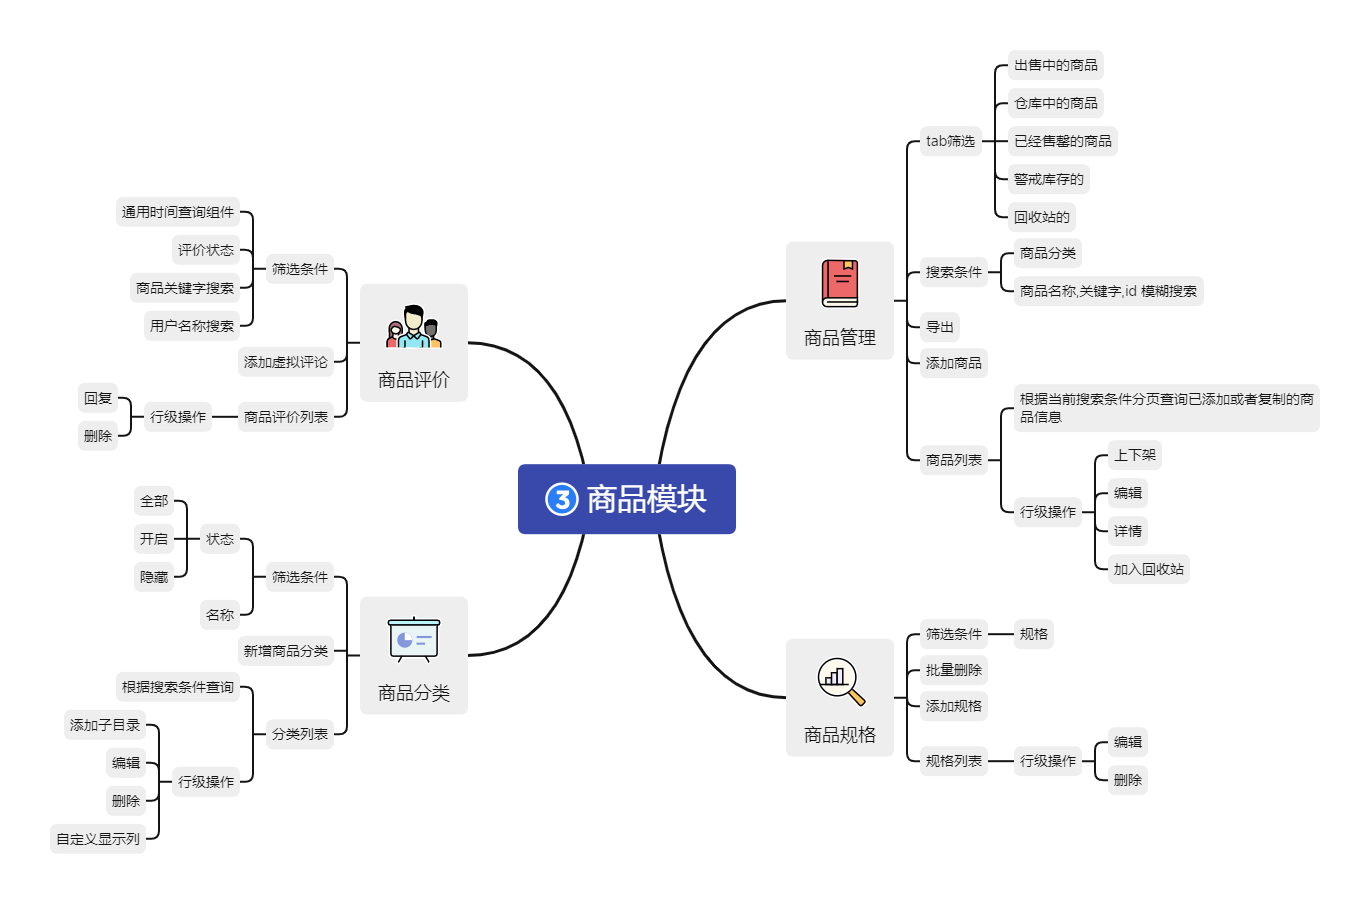 ③ 商品模块
商品管理
tab筛选
出售中的商品
仓库中的商品
已经售罄的商品
警戒库存的
回收站的
搜索条件
商品分类
商品名称,关键字,id 模糊搜索
导出
添加商品
商品列表
根据当前搜索条件分页查询已添加或者复制的商
品信息
行级操作
上下架
编辑
详情
加入回收站
商品规格
筛选条件
规格
批量删除
添加规格
规格列表
行级操作
编辑
删除
商品评价
筛选条件
通用时间查询组件
评价状态
商品关键字搜索
用户名称搜索
添加虚拟评论
商品评价列表
行级操作
回复
删除
商品分类
筛选条件
状态
全部
开启
隐藏
名称
新增商品分类
分类列表
根据搜索条件查询
行级操作
添加子目录
编辑
删除
自定义显示列